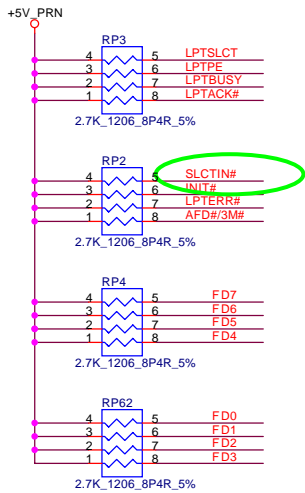 +5V_PRN
RP3
4 5 LPTSLCT
3 6 LPTPE
2 7 LPTBUSY
1 8 LPTACK#
2.7K_1206_8P4R_5%
RP2
4 5 SLCTIN#
3 6 INIT#
2 7 LPTERR#
1 8 AFD#/3M#
2.7K_1206_8P4R_5%
RP4
4 5 FD7
3 6 FD6
2 7 FD5
1 8 FD4
2.7K_1206_8P4R_5%
RP62
4 5 FD0
3 6 FD1
2 7 FD2
1 8 FD3
2.7K_1206_8P4R_5%